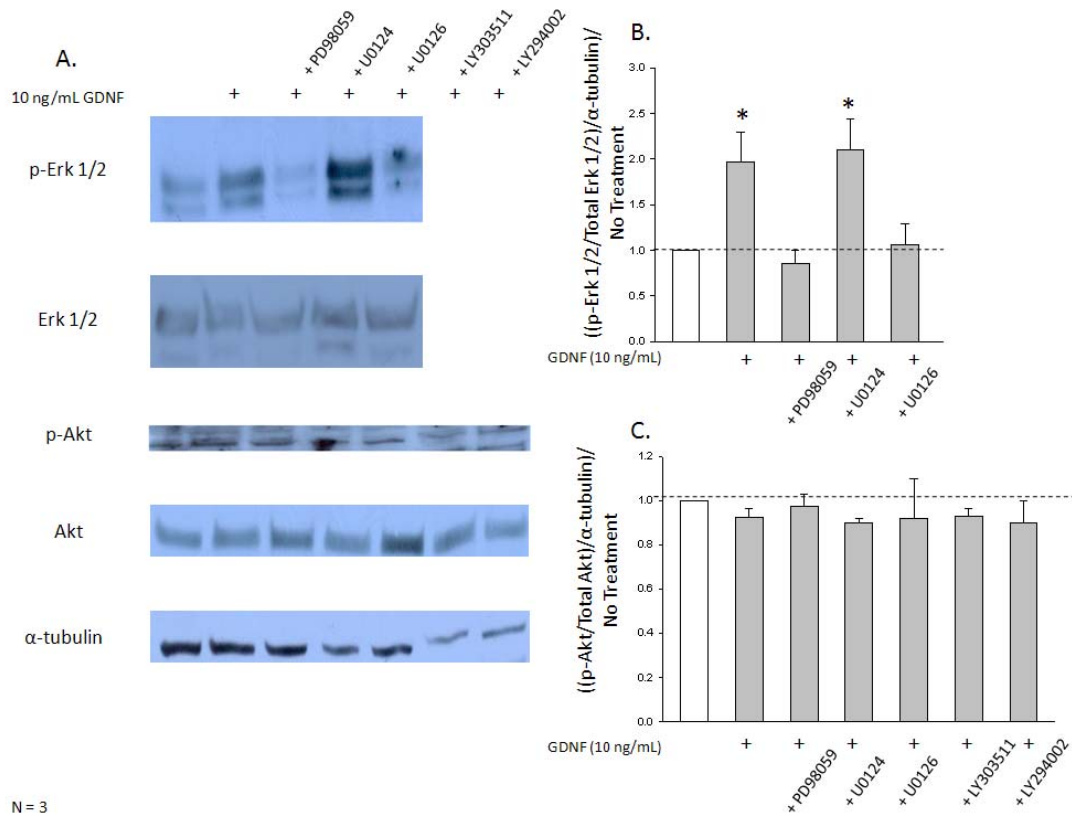 A.
+ PD98059
+ U0124
+ U0126
+ LY303511
+ LY294002
10 ng/mL GDNF + + + + + +
p-Erk 1/2
Erk 1/2
p-Akt
Akt
α-tubulin
N = 3
B.
((p-Erk 1/2/Total Erk 1/2)/α-tubulin)/
No Treatment
3.0
2.5
2.0
1.5
1.0
0.5
0.0
* *
GDNF (10 ng/mL) + + + +
+ PD98059
+ U0124
+ U0126
C.
((p-Akt/Total Akt)/α-tubulin)/
No Treatment
1.2
1.0
0.8
0.6
0.4
0.2
0.0
GDNF (10 ng/mL) + + + + + +
+ PD98059
+ U0124
+ U0126
+ LY303511
+ LY294002